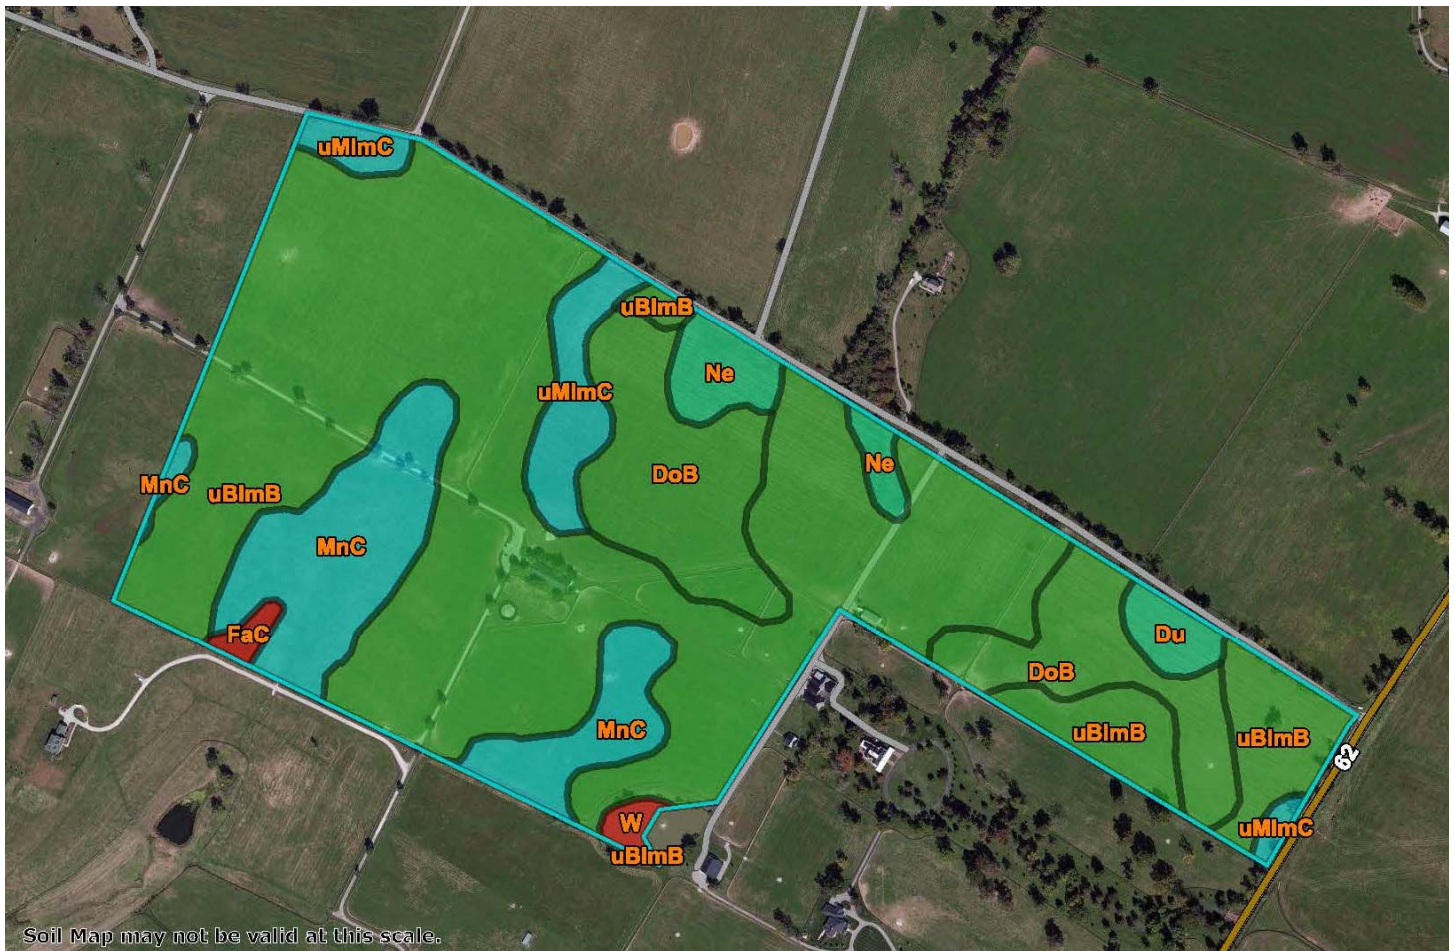 uMlmC
uBlmB
Ne
uMlmC
Ne
DoB
MnC
uBlmB
MnC
FaC
Du
DoB
MnC
uBlmB
uBlmB
62
W
uMlmC
uBlmB
Soil Map may not be valid at this scale.